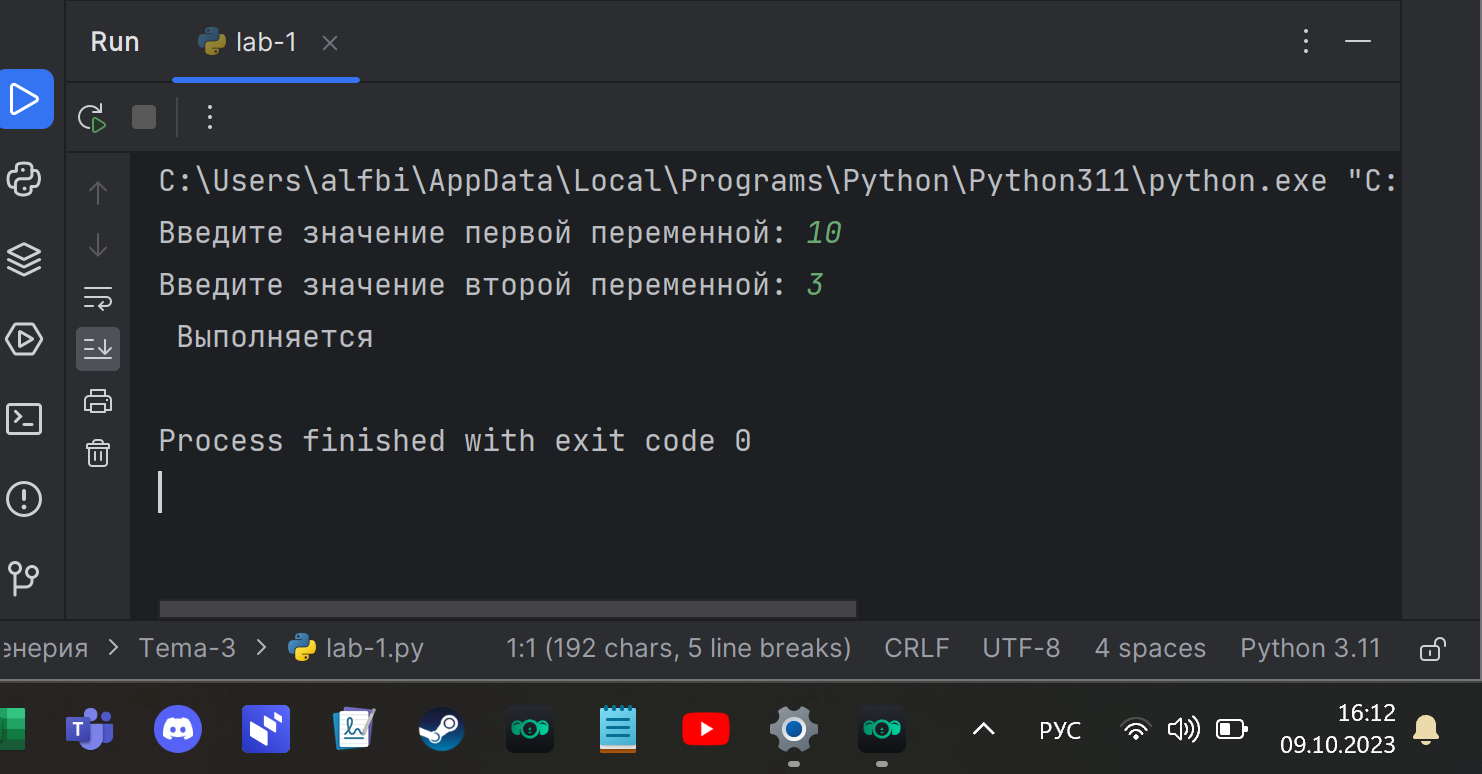 Run lab-1
C:\Users\alfbi\AppData\Local\Programs\Python\Python311\python.exe "C:
Введите значение первой переменной: 10
Введите значение второй переменной: 3
Выполняется
Process finished with exit code 0
енерия > Тема-3 > lab-1.py 1:1 (192 chars, 5 line breaks) CRLF UTF-8 4 spaces Python 3.11
T РУС 16:12
09.10.2023